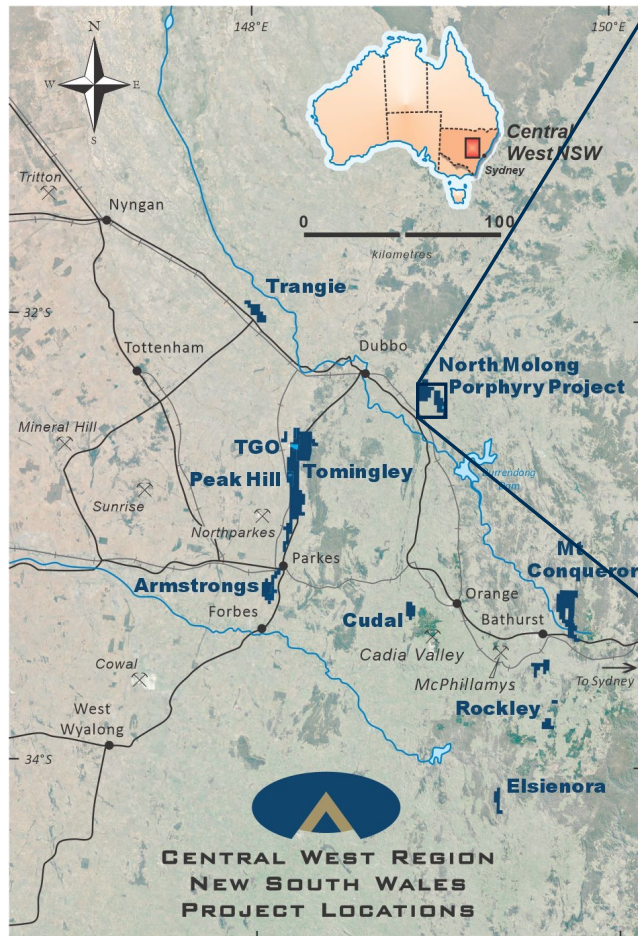 148°E
150°E
N
W
E
S
Central
West NSW
Sydney
Tritton
Nyngan
0
100
kilometres
Trangie
32°S
Tottenham
Dubbo
North Molong
Porphyry Project
Mineral Hill
TGO
Tomingley
Peak Hill
Burrendong
Dam
Sunrise
Northparkes
Parkes
Mt
Conqueror
Armstrongs
Forbes
Cudal
Orange
Bathurst
Cadia Valley
Cowal
McPhillamys
To Sydney
West
Wyalong
Rockley
34°S
Elsienora
Central West Region
New South Wales
Project Locations